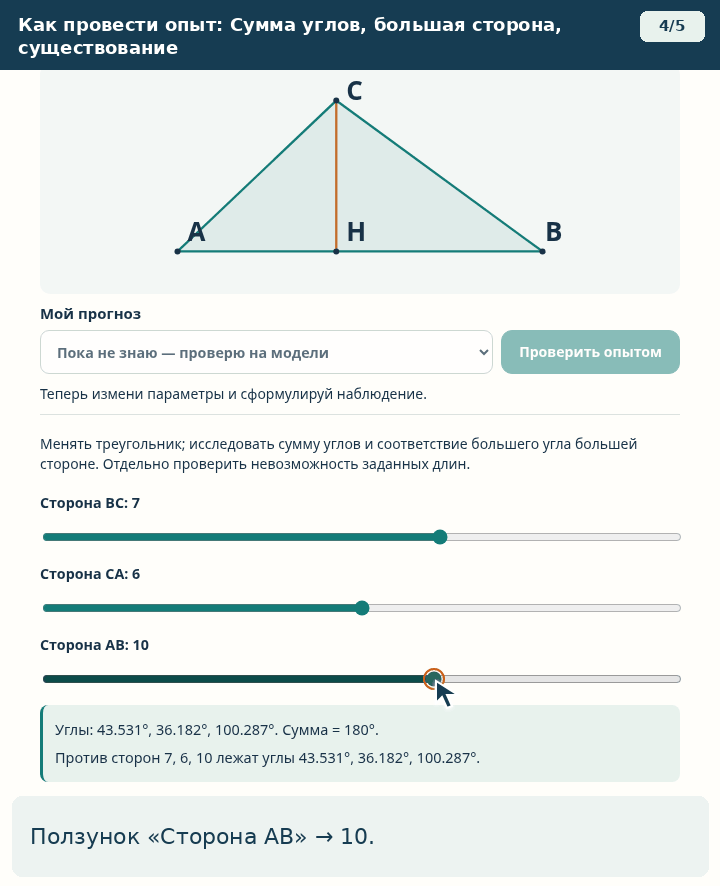 Как провести опыт: Сумма углов, большая сторона,
существование
4/5
C
A
H
B
Мой прогноз
Пока не знаю — проверю на модели
Проверить опытом
Теперь измени параметры и сформулируй наблюдение.
Менять треугольник; исследовать сумму углов и соответствие большего угла большей
стороне. Отдельно проверить невозможность заданных длин.
Сторона BC: 7
Сторона CA: 6
Сторона AB: 10
Углы: 43.531°, 36.182°, 100.287°. Сумма = 180°.
Против сторон 7, 6, 10 лежат углы 43.531°, 36.182°, 100.287°.
Ползунок «Сторона AB» → 10.